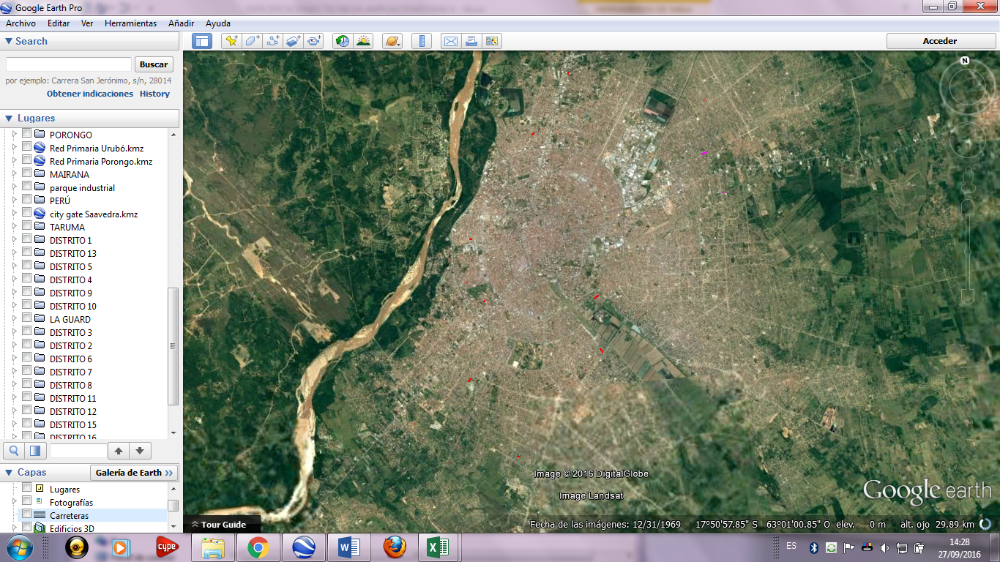 Google Earth Pro
Archivo Editar Ver Herramientas Añadir Ayuda
Search
Buscar
por ejemplo: Carrera San Jerónimo, s/n, 28014
Obtener indicaciones History
Lugares
PORONGO
Red Primaria Urubó.kmz
Red Primaria Porongo.kmz
MAIRANA
parque industrial
PERÚ
city gate Saavedra.kmz
TARUMA
DISTRITO 1
DISTRITO 13
DISTRITO 5
DISTRITO 4
DISTRITO 9
DISTRITO 10
LA GUARD
DISTRITO 3
DISTRITO 2
DISTRITO 6
DISTRITO 7
DISTRITO 8
DISTRITO 11
DISTRITO 12
DISTRITO 15
DISTRITO 16
Capas
Galería de Earth >>
Lugares
Fotografías
Carreteras
Edificios 3D
Acceder
N
Image © 2016 DigitalGlobe
Image Landsat
Google earth
Tour Guide
Fecha de las imágenes: 12/31/1969 17°50'57.85" S 63°01'00.85" O elev. 0 m alt. ojo 29.89 km
cype
ES
14:28
27/09/2016